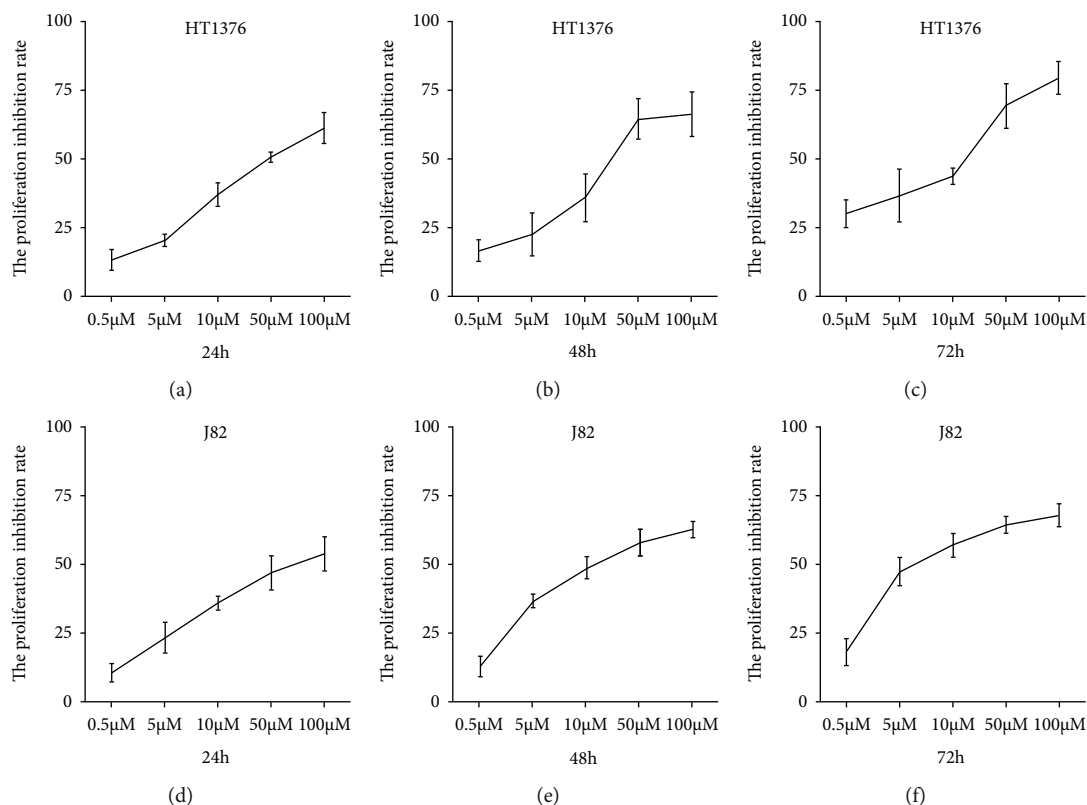 HT1376
The proliferation inhibition rate
100
75
50
25
0
0.5μM 5μM 10μM 50μM 100μM
24h
(a)
HT1376
The proliferation inhibition rate
100
75
50
25
0
0.5μM 5μM 10μM 50μM 100μM
48h
(b)
HT1376
The proliferation inhibition rate
100
75
50
25
0
0.5μM 5μM 10μM 50μM 100μM
72h
(c)
J82
The proliferation inhibition rate
100
75
50
25
0
0.5μM 5μM 10μM 50μM 100μM
24h
(d)
J82
The proliferation inhibition rate
100
75
50
25
0
0.5μM 5μM 10μM 50μM 100μM
48h
(e)
J82
The proliferation inhibition rate
100
75
50
25
0
0.5μM 5μM 10μM 50μM 100μM
72h
(f)